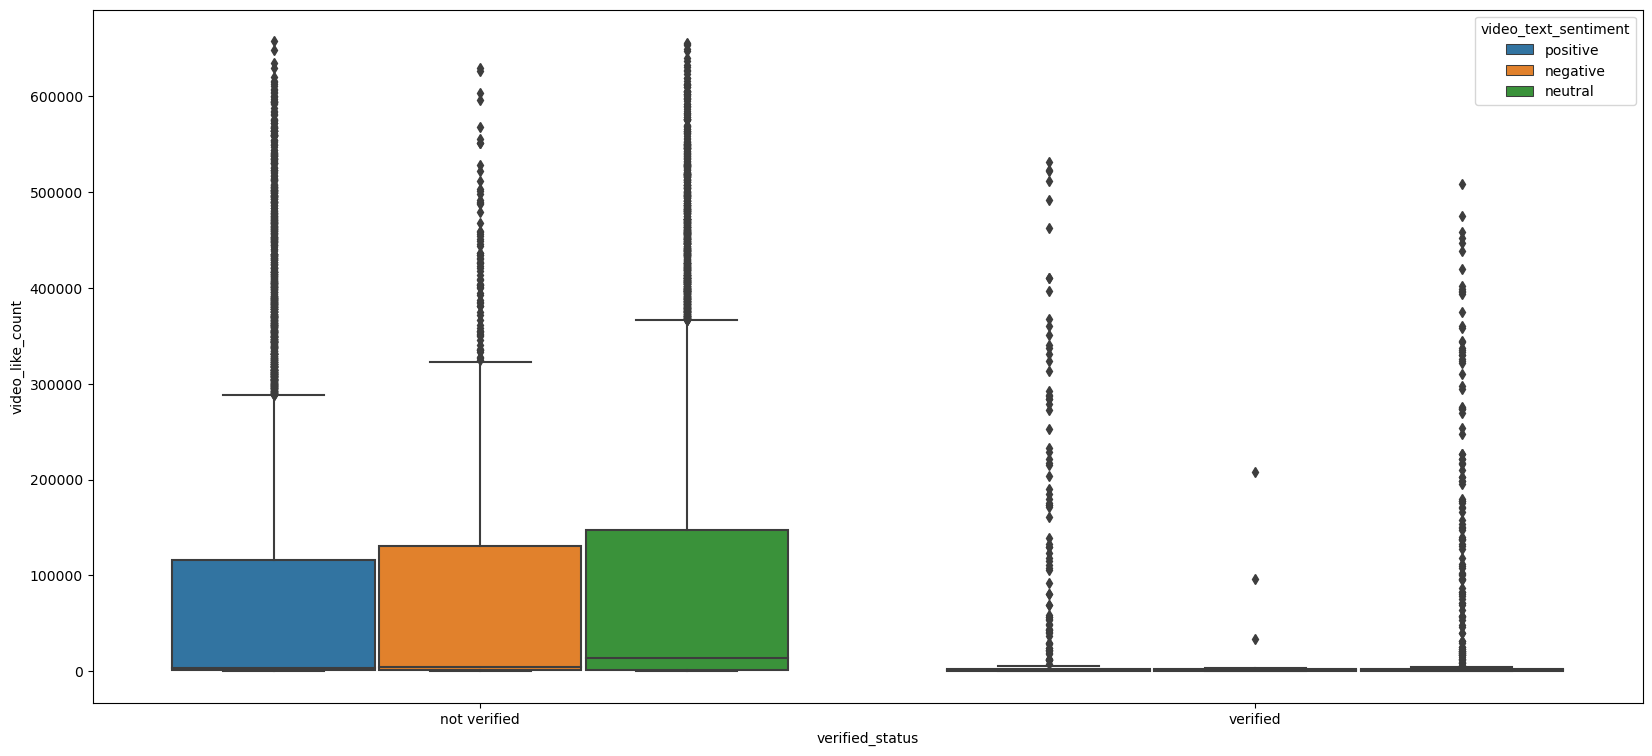 video_text_sentiment
positive
negative
neutral
video_like_count
600000
500000
400000
300000
200000
100000
0
not verified
verified
verified_status